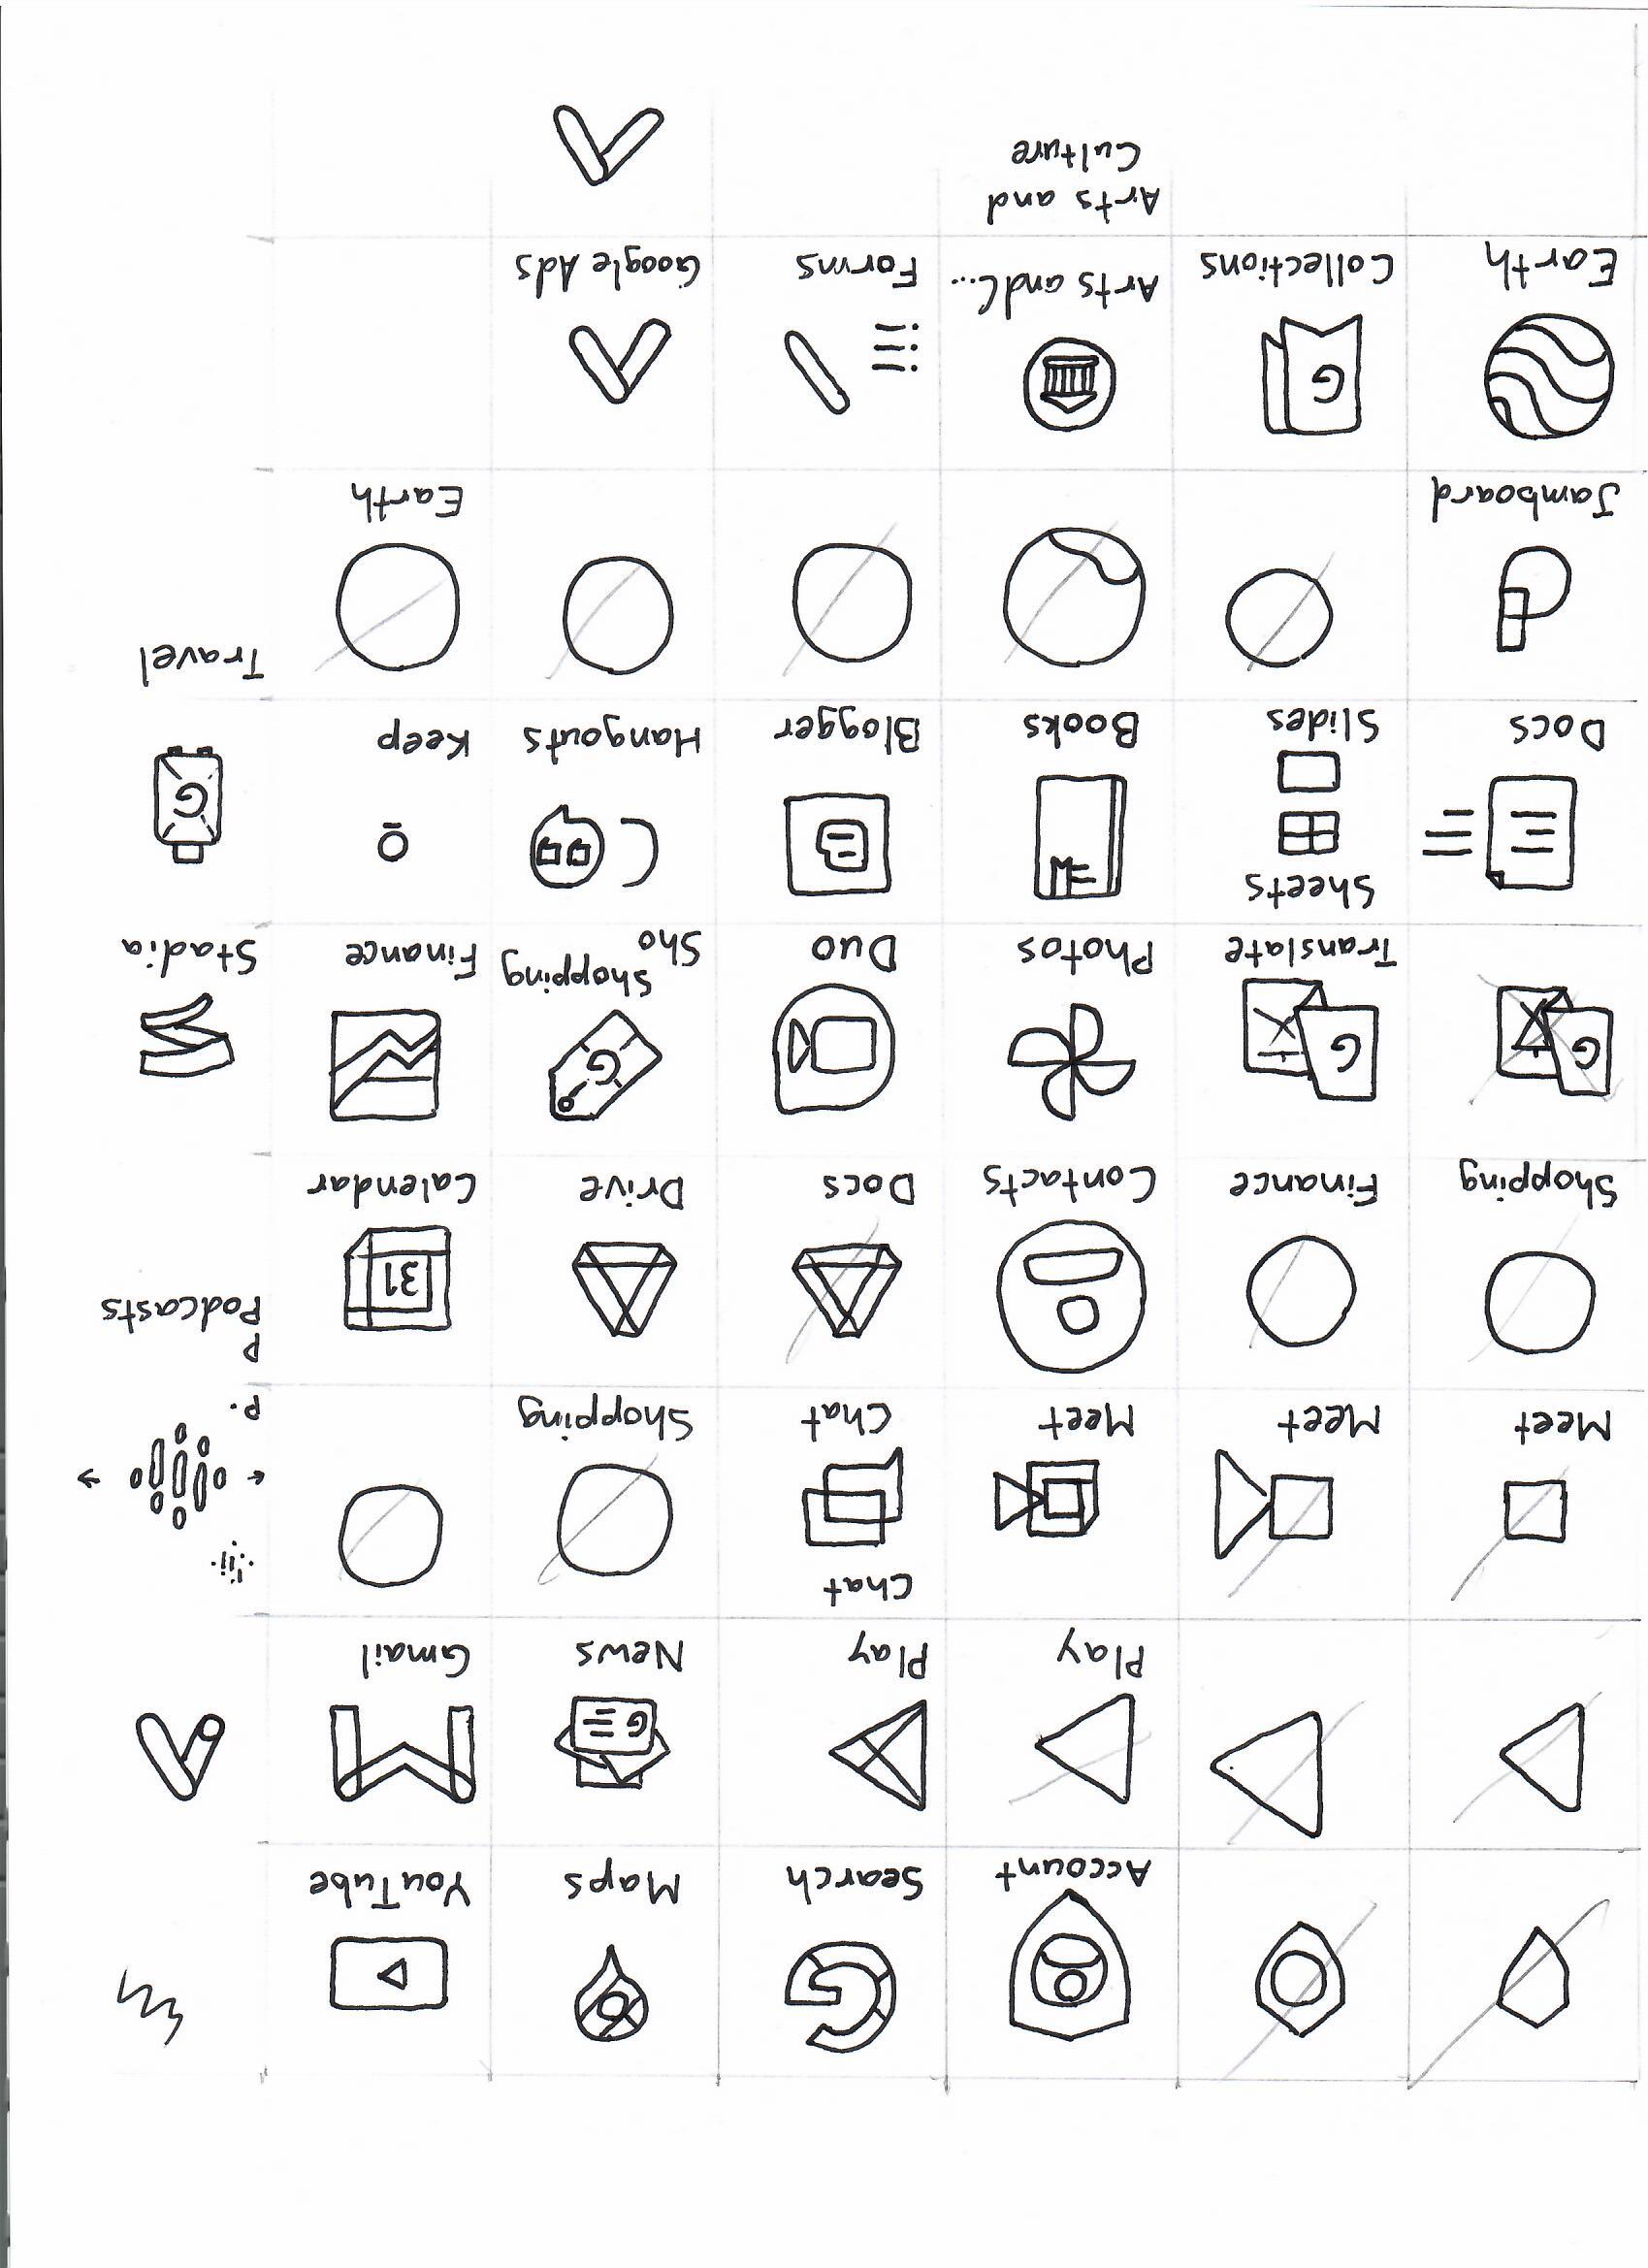 Account Search Maps YouTube
G
Play Play News Gmail
Chat
Meet Meet Meet Chat Shopping
P.
P
Podcasts
31
Shopping Finance Contacts Docs Drive Calendar
G G G
Translate Photos Duo Shopping Finance Stadia
Sho
Sheets
B
G
Docs Slides Books Blogger Hangouts Keep
Travel
Jamboard Earth
G
Earth Collections Arts and C... Forms Google Ads
Arts and
Culture